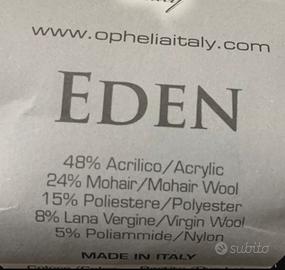 www.opheliaitaly.com
EDEN
48% Acrilico/Acrylic
24% Mohair/Mohair Wool
15% Poliestere/Polyester
8% Lana Vergine/Virgin Wool
5% Poliammide/Nylon
MADE IN ITALY
subito